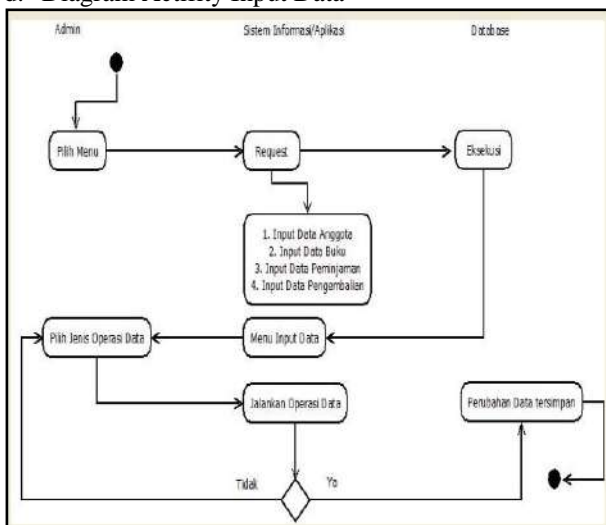 d. Diagram Activity Input Data
Admin
Sistem Informasi/Aplikasi
Database
Pilih Menu
Request
Eksekusi
1. Input Data Anggota
2. Input Data Buku
3. Input Data Peminjaman
4. Input Data Pengembalian
Pilih Jenis Operasi Data
Menu Input Data
Jalankan Operasi Data
Perubahan Data tersimpan
Tidak
Ya